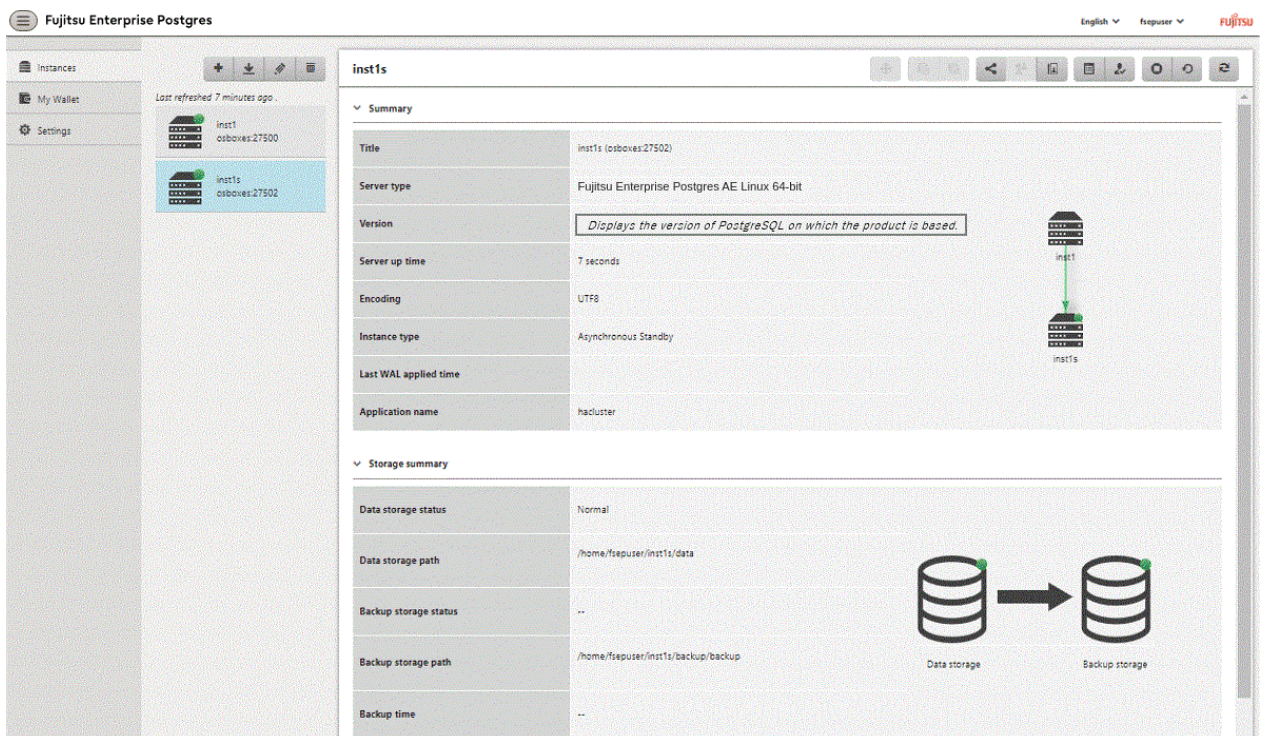 Fujitsu Enterprise Postgres
English
fsepuser
FUJITSU
Instances
My Wallet
Settings
Last refreshed 7 minutes ago .
inst1
osboxes:27500
inst1s
osboxes:27502
inst1s
Summary
Title
inst1s (osboxes:27502)
Server type
Fujitsu Enterprise Postgres AE Linux 64-bit
Version
Displays the version of PostgreSQL on which the product is based.
Server up time
7 seconds
Encoding
UTF8
Instance type
Asynchronous Standby
Last WAL applied time
Application name
hacluster
inst1
inst1s
Storage summary
Data storage status
Normal
Data storage path
/home/fsepuser/inst1s/data
Backup storage status
--
Backup storage path
/home/fsepuser/inst1s/backup/backup
Backup time
--
Data storage
Backup storage